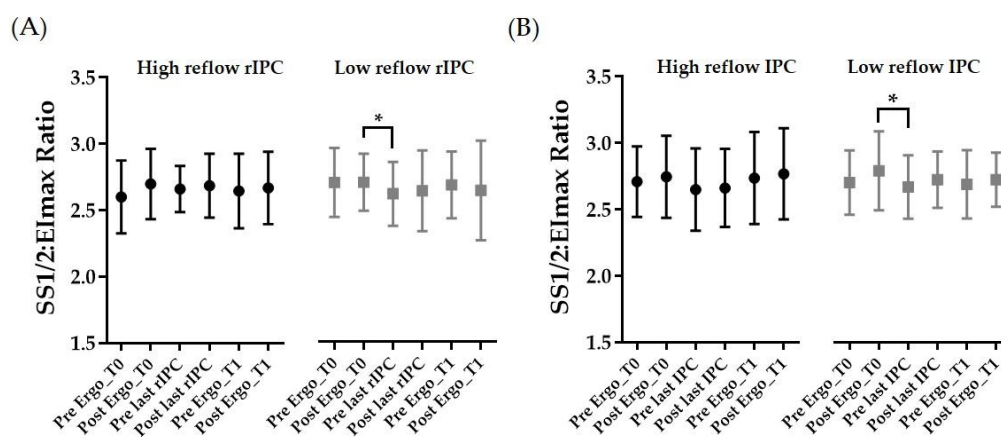 (A)
High reflow rIPC
Low reflow rIPC
SS1/2:EImax Ratio
3.5
3.0
2.5
2.0
1.5
*
Pre Ergo_T0
Post Ergo_T0
Pre last rIPC
Post last rIPC
Pre Ergo_T1
Post Ergo_T1
Pre Ergo_T0
Post Ergo_T0
Pre last rIPC
Post last rIPC
Pre Ergo_T1
Post Ergo_T1
(B)
High reflow IPC
Low reflow IPC
SS1/2:EImax Ratio
3.5
3.0
2.5
2.0
1.5
*
Pre Ergo_T0
Post Ergo_T0
Pre last IPC
Post last IPC
Pre Ergo_T1
Post Ergo_T1
Pre Ergo_T0
Post Ergo_T0
Pre last IPC
Post last IPC
Pre Ergo_T1
Post Ergo_T1